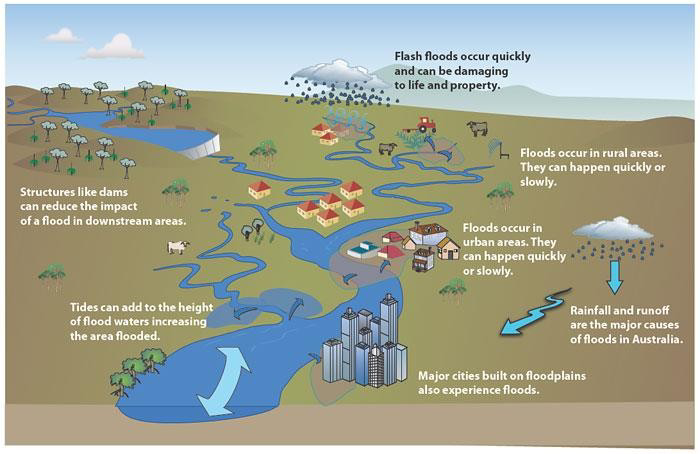 Flash floods occur quickly
and can be damaging
to life and property.
Floods occur in rural areas.
They can happen quickly or
slowly.
Structures like dams
can reduce the impact
of a flood in downstream areas.
Floods occur in
urban areas. They
can happen quickly
or slowly.
Tides can add to the height
of flood waters increasing
the area flooded.
Rainfall and runoff
are the major causes
of floods in Australia.
Major cities built on floodplains
also experience floods.